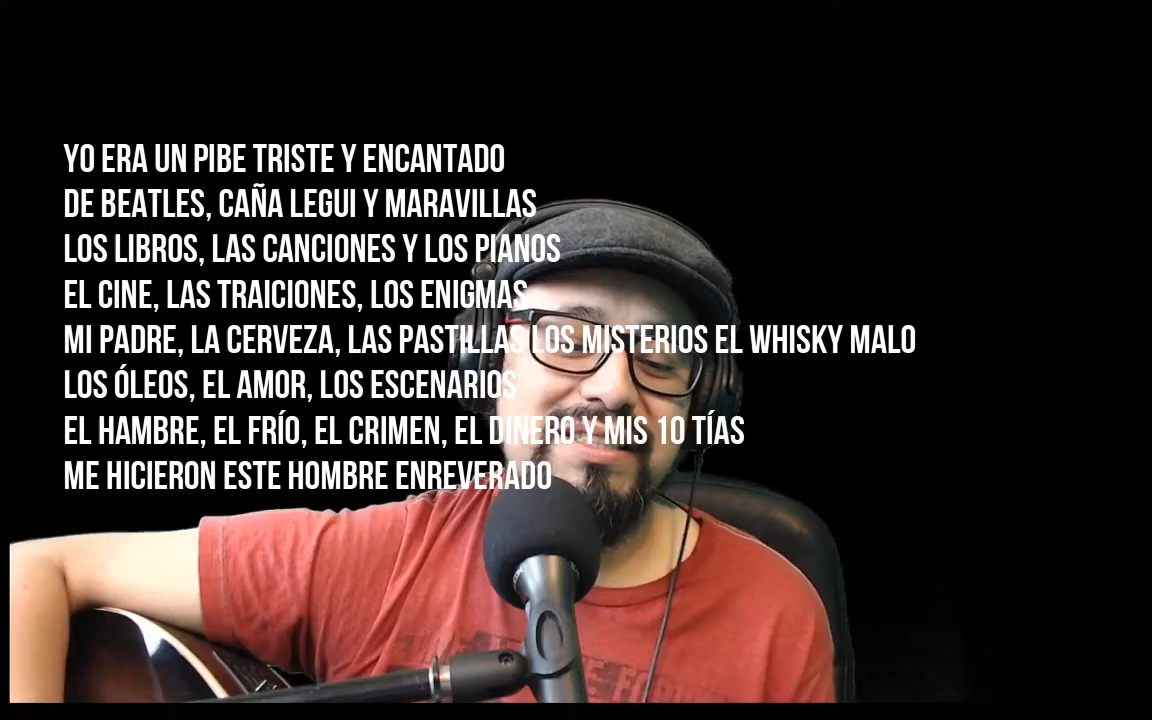 YO ERA UN PIBE TRISTE Y ENCANTADO
DE BEATLES, CAÑA LEGUI Y MARAVILLAS
LOS LIBROS, LAS CANCIONES Y LOS PIANOS
EL CINE, LAS TRAICIONES, LOS ENIGMAS
MI PADRE, LA CERVEZA, LAS PASTILLAS LOS MISTERIOS EL WHISKY MALO
LOS ÓLEOS, EL AMOR, LOS ESCENARIOS
EL HAMBRE, EL FRÍO, EL CRIMEN, EL DINERO Y MIS 10 TÍAS
ME HICIERON ESTE HOMBRE ENREVERADO